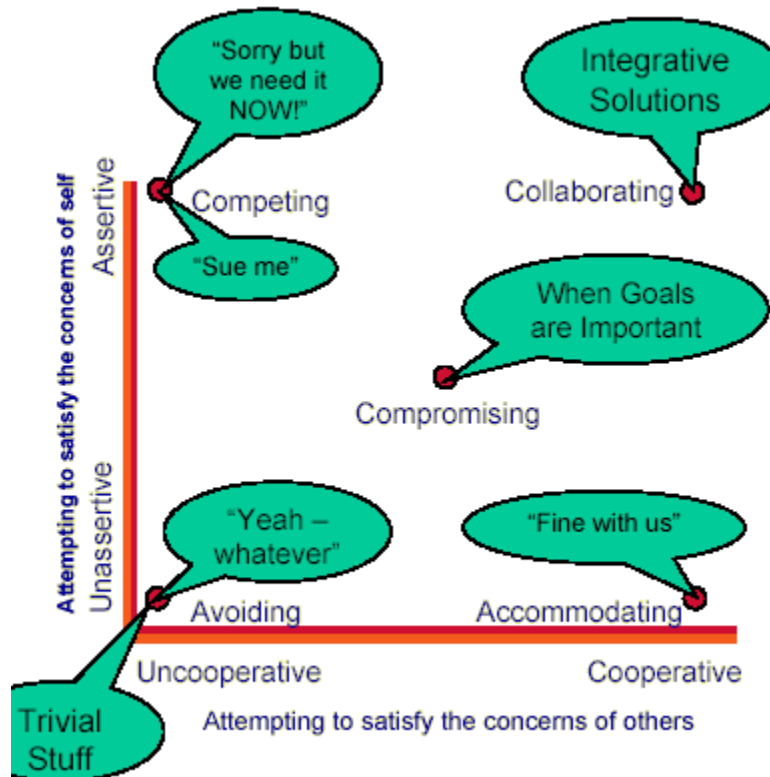 “Sorry but
we need it
NOW!”
Integrative
Solutions
Attempting to satisfy the concerns of self
Assertive
Unassertive
Competing
Collaborating
“Sue me”
When Goals
are Important
Compromising
“Yeah –
whatever”
“Fine with us”
Avoiding
Accommodating
Uncooperative
Cooperative
Trivial
Stuff
Attempting to satisfy the concerns of others